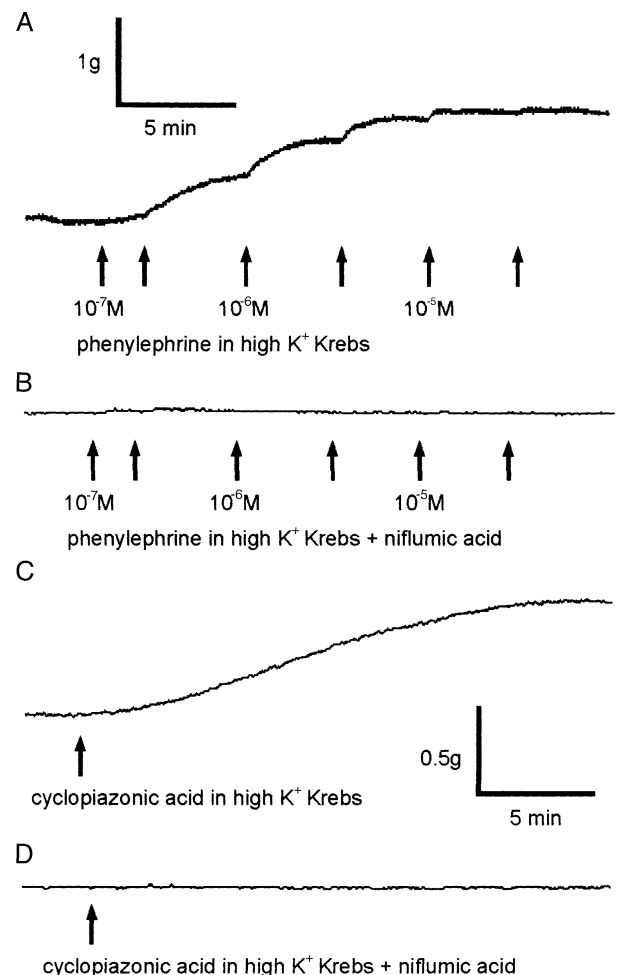 A
1g
5 min
10⁻⁷M 10⁻⁶M 10⁻⁵M
phenylephrine in high K⁺ Krebs
B
10⁻⁷M 10⁻⁶M 10⁻⁵M
phenylephrine in high K⁺ Krebs + niflumic acid
C
0.5g
cyclopiazonic acid in high K⁺ Krebs
5 min
D
cyclopiazonic acid in high K⁺ Krebs + niflumic acid